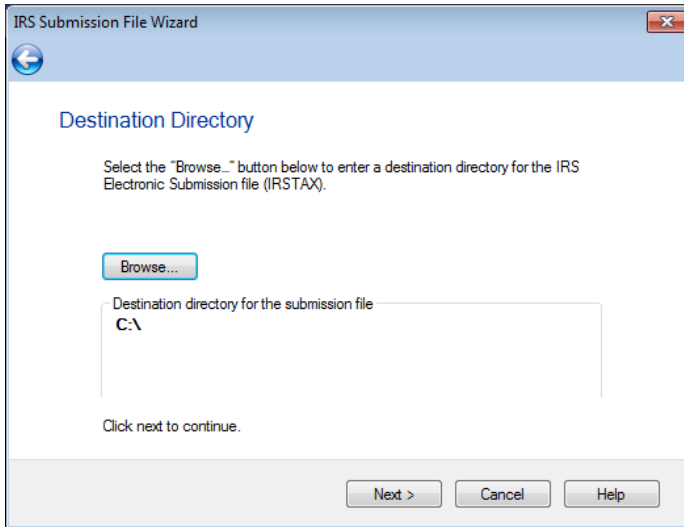 IRS Submission File Wizard
Destination Directory
Select the "Browse..." button below to enter a destination directory for the IRS
Electronic Submission file (IRSTAX).
Browse...
Destination directory for the submission file
C:\
Click next to continue.
Next >
Cancel
Help